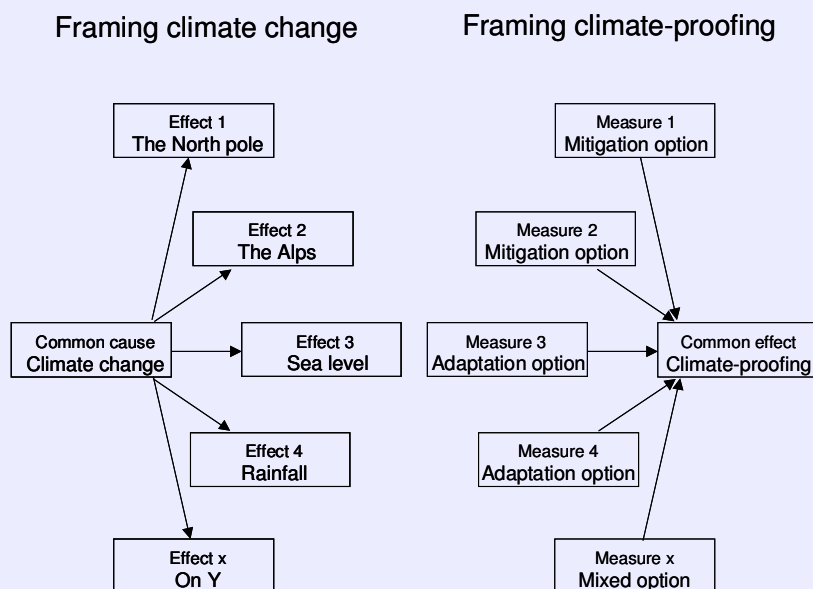 Framing climate change
Effect 1
The North pole
Effect 2
The Alps
Common cause
Climate change
Effect 3
Sea level
Effect 4
Rainfall
Effect x
On Y
Framing climate-proofing
Measure 1
Mitigation option
Measure 2
Mitigation option
Measure 3
Adaptation option
Common effect
Climate-proofing
Measure 4
Adaptation option
Measure x
Mixed option